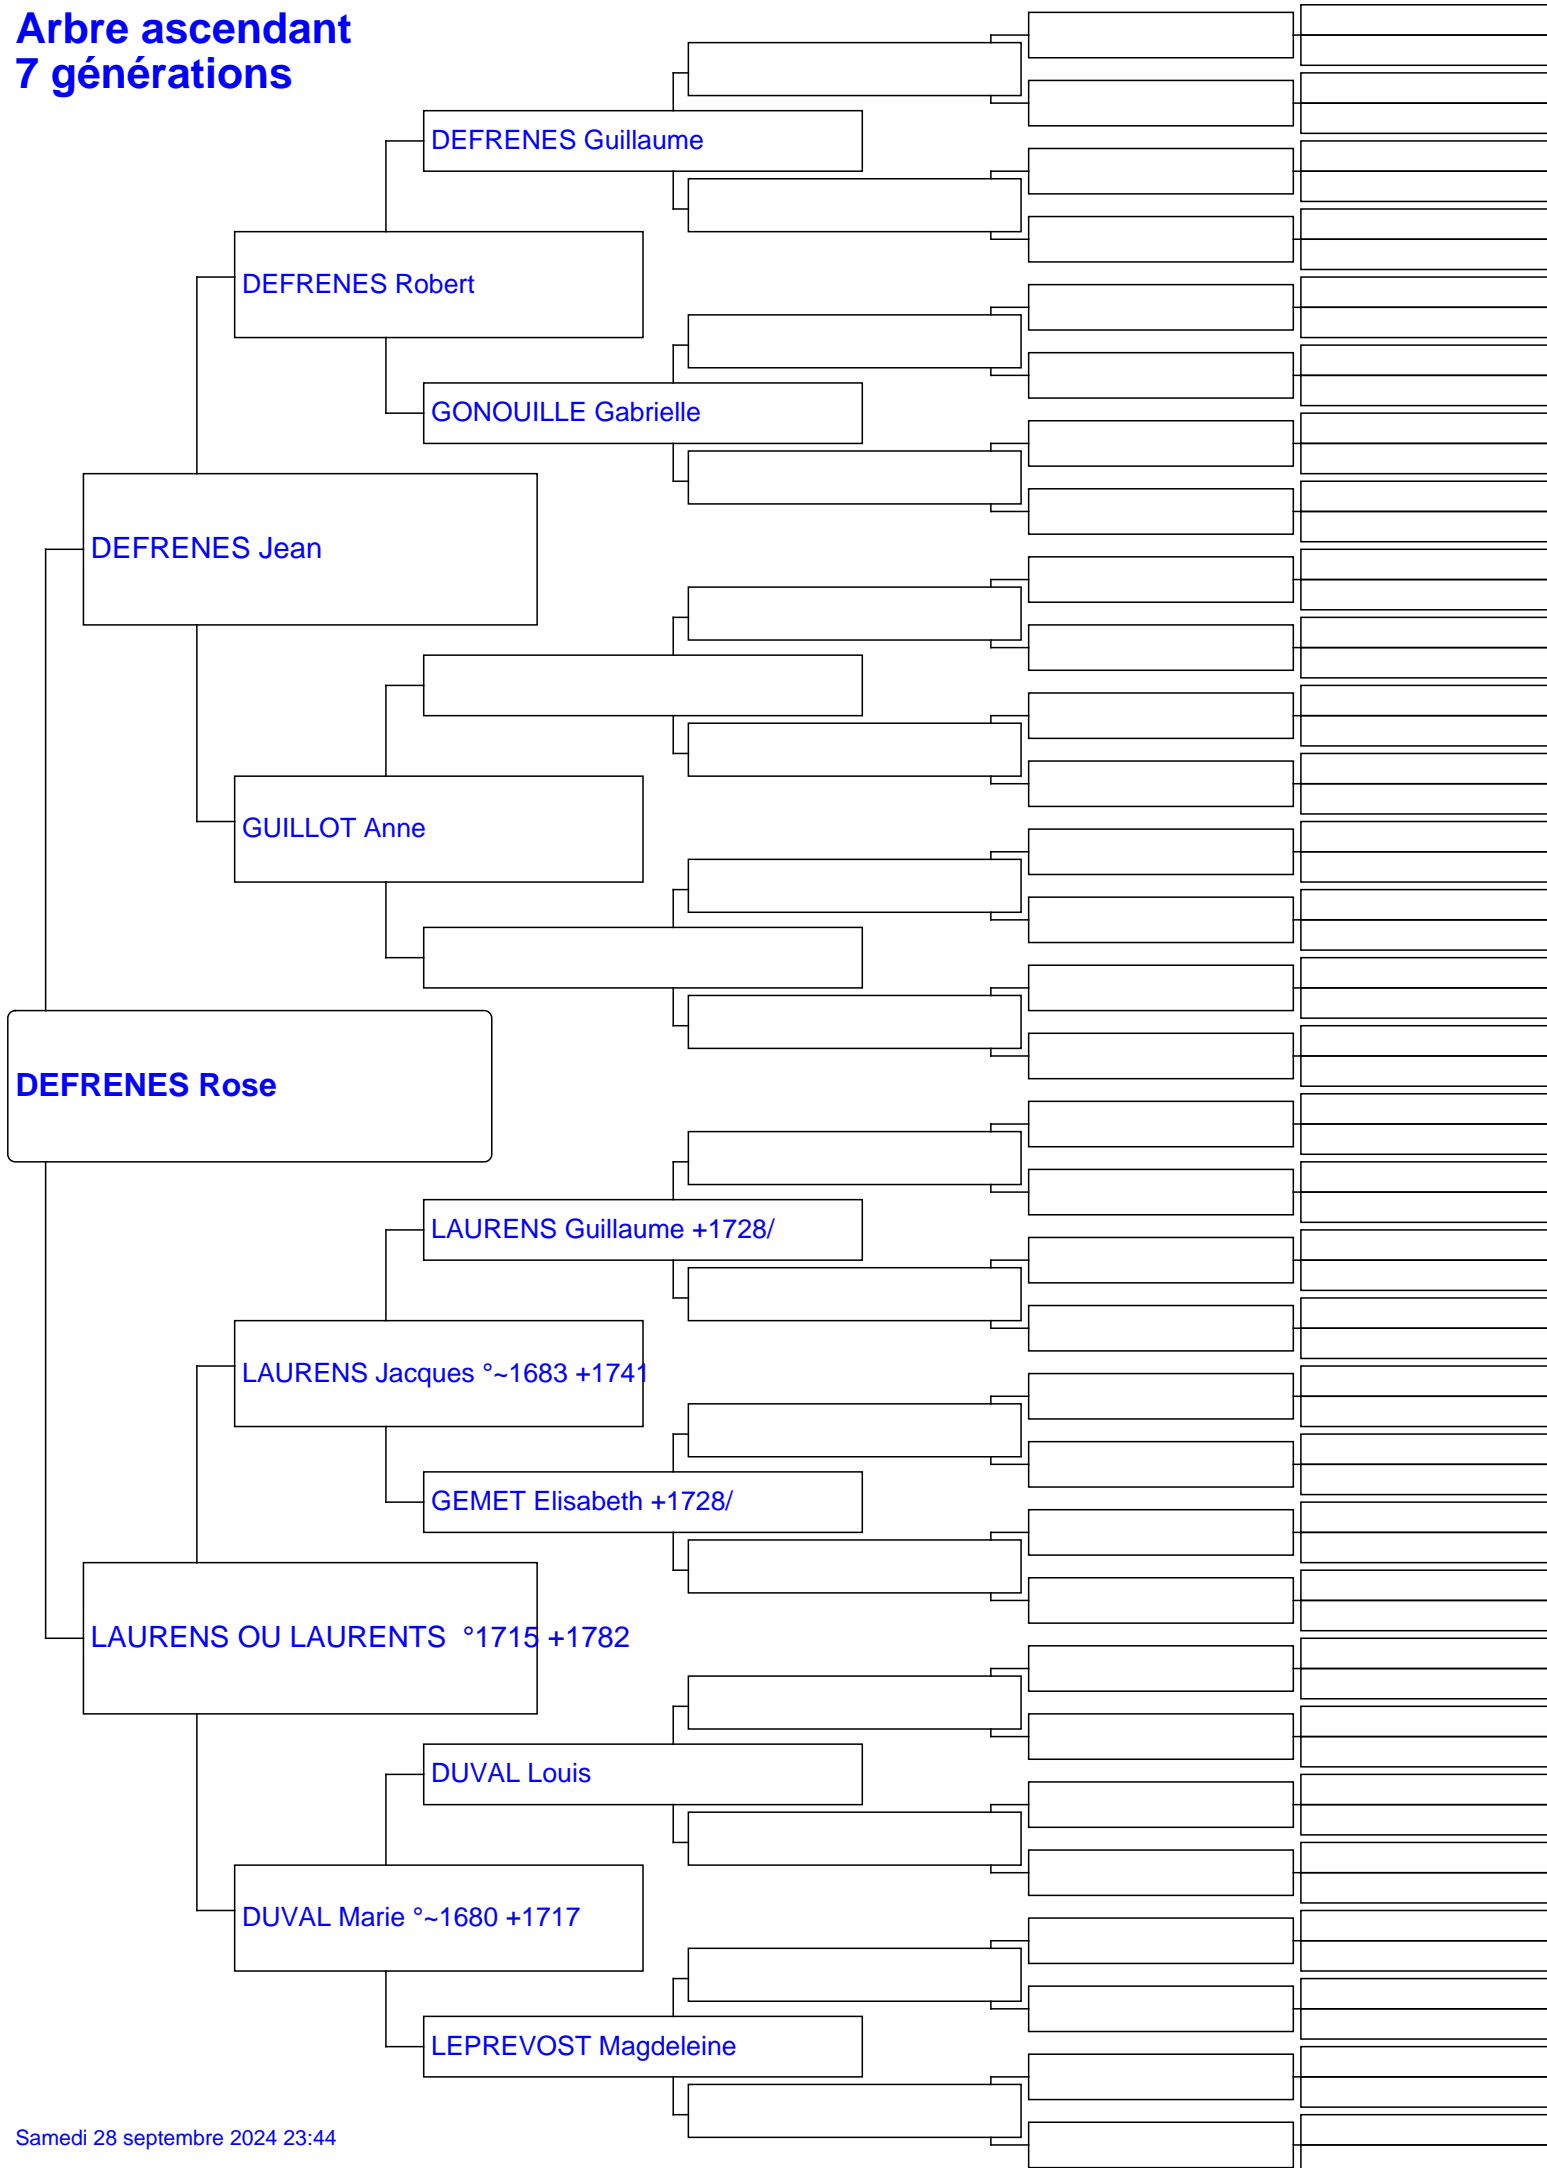 Arbre ascendant
7 générations
DEFRENES Guillaume
DEFRENES Robert
GONOUILLE Gabrielle
DEFRENES Jean
GUILLOT Anne
DEFRENES Rose
LAURENS Guillaume +1728/
LAURENS Jacques °~1683 +1741
GEMET Elisabeth +1728/
LAURENS OU LAURENTS  °1715 +1782
DUVAL Louis
DUVAL Marie °~1680 +1717
LEPREVOST Magdeleine
Samedi 28 septembre 2024 23:44